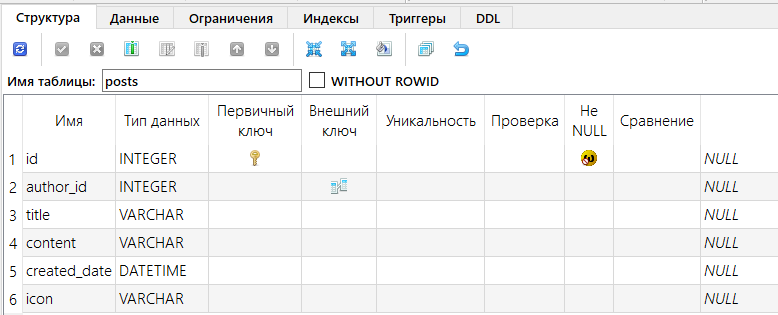 Структура Данные Ограничения Индексы Триггеры DDL
Имя таблицы: posts WITHOUT ROWID
Имя Тип данных Первичный ключ Внешний ключ Уникальность Проверка Не NULL Сравнение
1 id INTEGER NULL
2 author_id INTEGER NULL
3 title VARCHAR NULL
4 content VARCHAR NULL
5 created_date DATETIME NULL
6 icon VARCHAR NULL